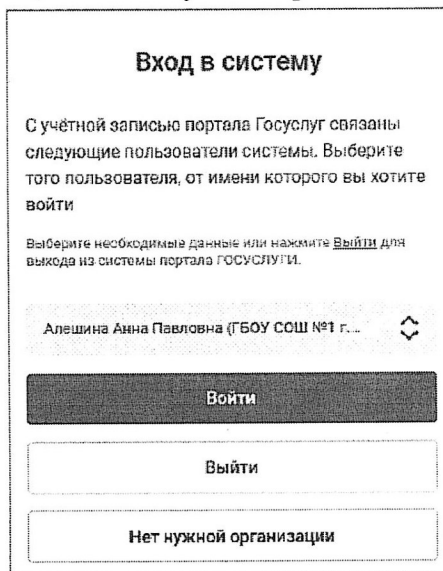 Вход в систему
С учётной записью портала Госуслуг связаны
следующие пользователи системы. Выберите
того пользователя, от имени которого вы хотите
войти
Выберите необходимые данные или нажмите Выйти для
выхода из системы портала ГОСУСЛУГИ.
Алешина Анна Павловна (ГБОУ СОШ №1 г. ...
Войти
Выйти
Нет нужной организации